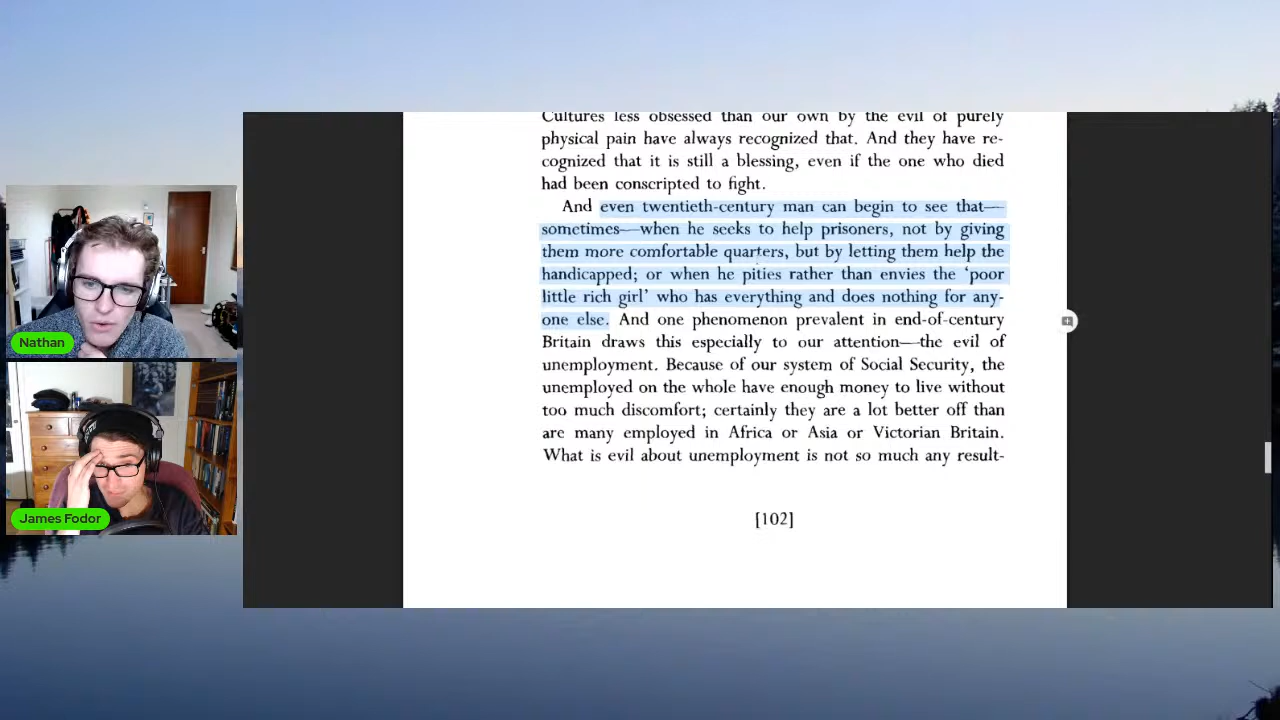 Cultures less obsessed than our own by the evil of purely
physical pain have always recognized that. And they have re-
cognized that it is still a blessing, even if the one who died
had been conscripted to fight.
And even twentieth-century man can begin to see that—
sometimes—when he seeks to help prisoners, not by giving
them more comfortable quarters, but by letting them help the
handicapped; or when he pities rather than envies the ‘poor
little rich girl’ who has everything and does nothing for any-
one else. And one phenomenon prevalent in end-of-century
Britain draws this especially to our attention—the evil of
unemployment. Because of our system of Social Security, the
unemployed on the whole have enough money to live without
too much discomfort; certainly they are a lot better off than
are many employed in Africa or Asia or Victorian Britain.
What is evil about unemployment is not so much any result-
[102]
Nathan
James Fodor